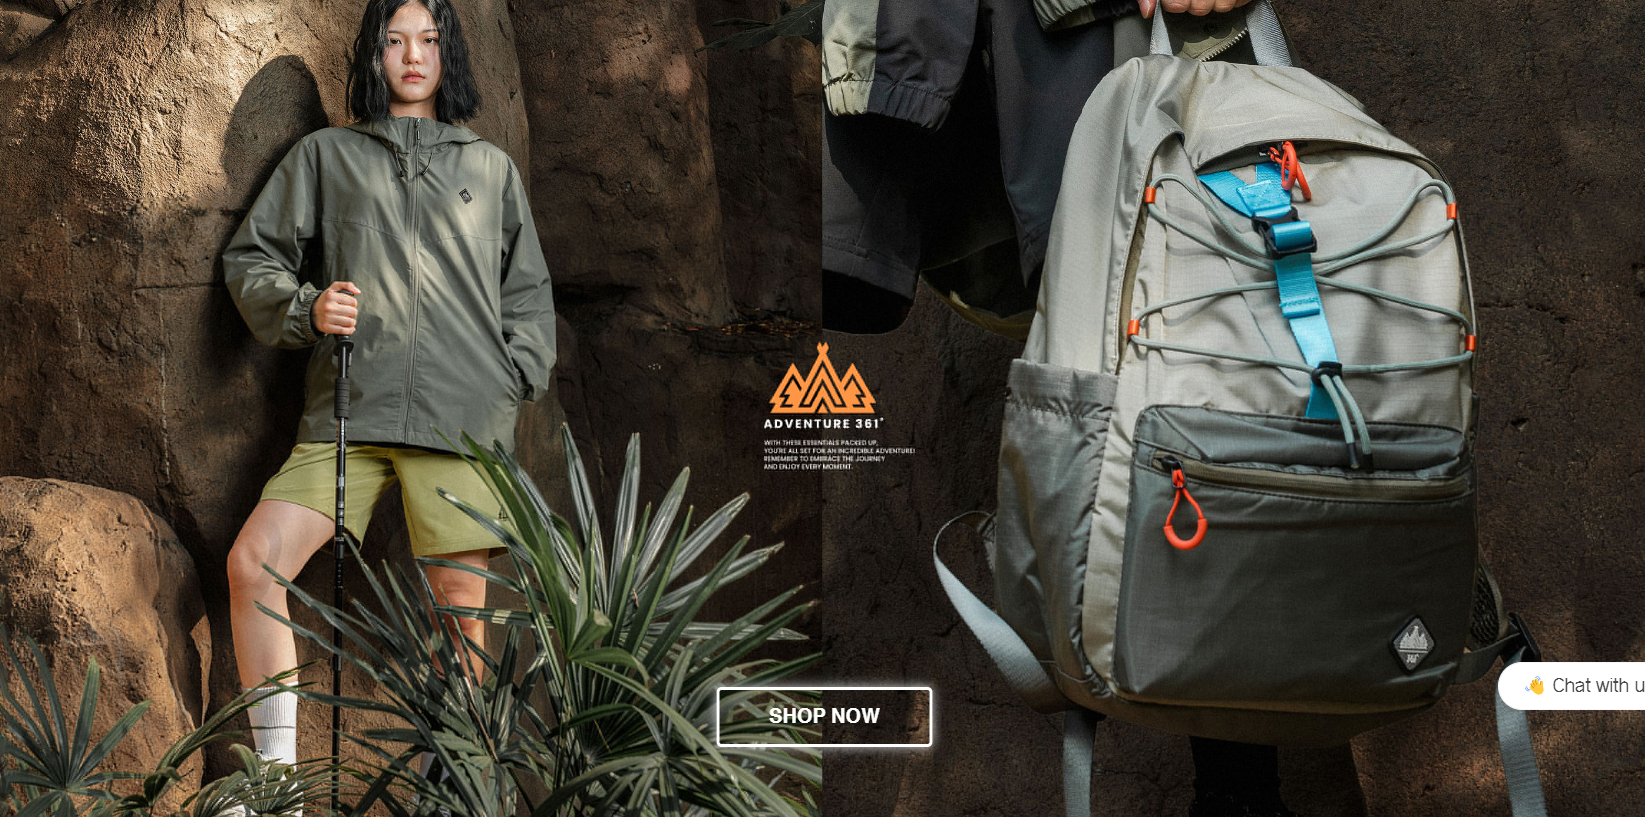 ADVENTURE 361°
WITH THESE ESSENTIALS PACKED UP,
YOU'RE ALL SET FOR AN INCREDIBLE ADVENTURE!
REMEMBER TO EMBRACE THE JOURNEY
AND ENJOY EVERY MOMENT.
SHOP NOW
👋 Chat with u